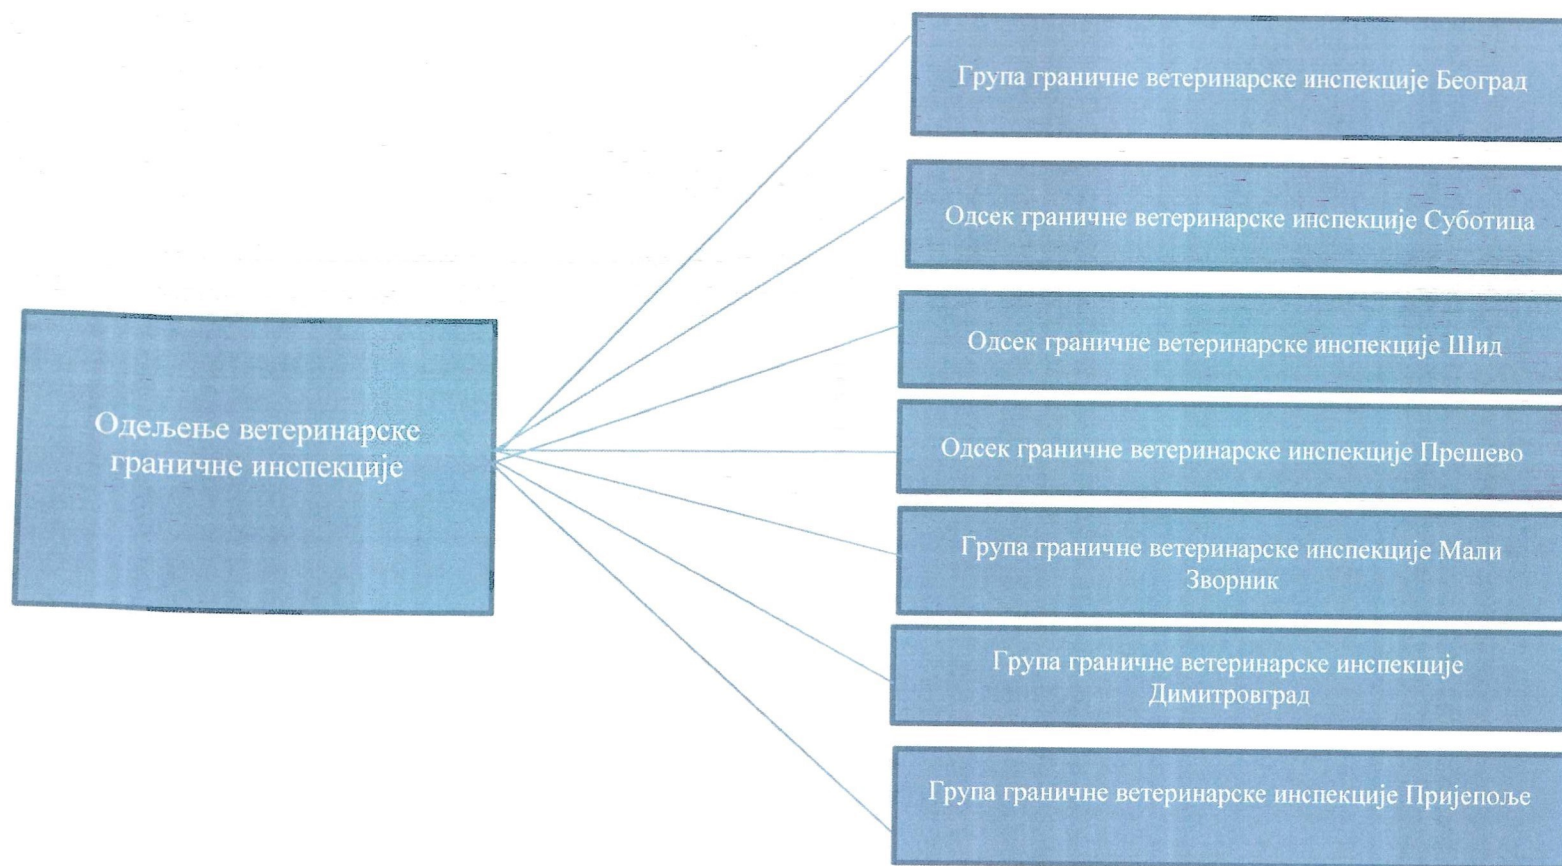 Група граничне ветеринарске инспекције Београд
Одсек граничне ветеринарске инспекције Суботица
Одсек граничне ветеринарске инспекције Шид
Одељење ветеринарске
граничне инспекције
Одсек граничне ветеринарске инспекције Прешево
Група граничне ветеринарске инспекције Мали
Зворник
Група граничне ветеринарске инспекције
Димитровград
Група граничне ветеринарске инспекције Пријепоље